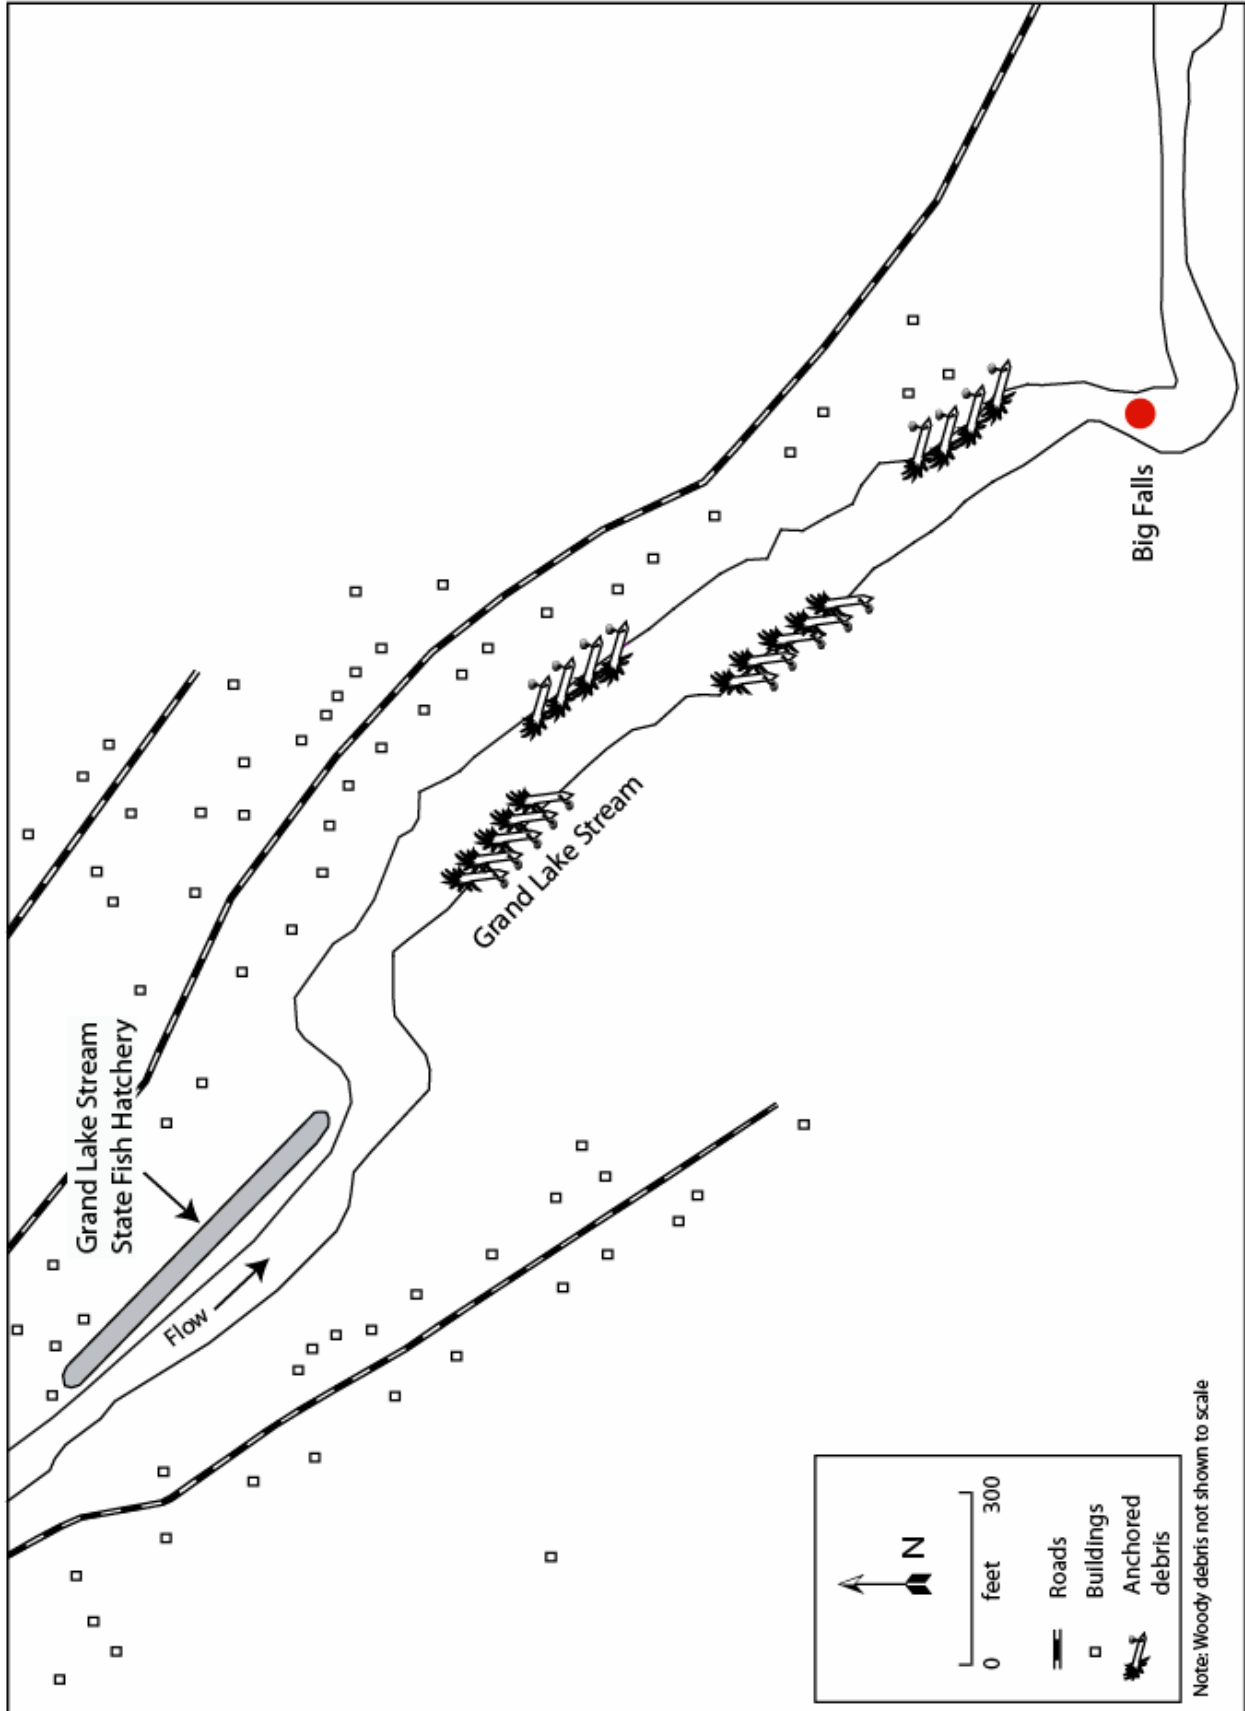 Grand Lake Stream
State Fish Hatchery
Flow
Grand Lake Stream
Big Falls
N
0 feet 300
Roads
Buildings
Anchored
debris
Note: Woody debris not shown to scale